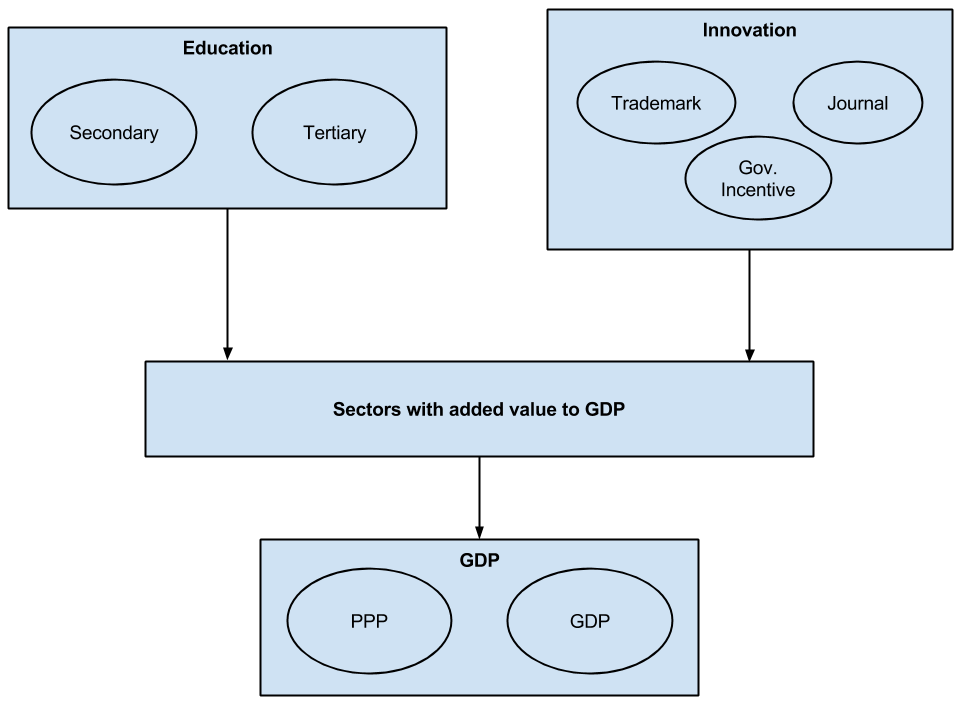 Education
Secondary
Tertiary
Innovation
Trademark
Journal
Gov.
Incentive
Sectors with added value to GDP
GDP
PPP
GDP